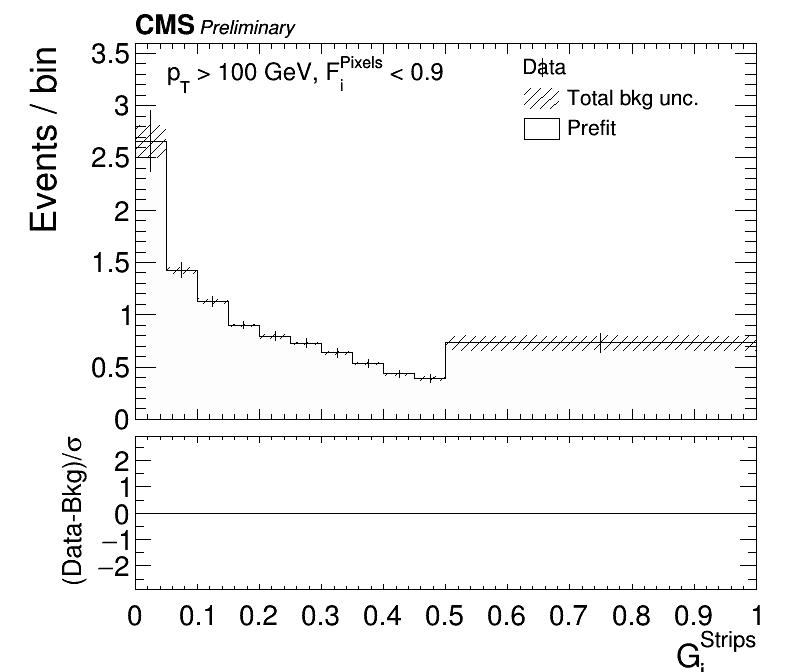 CMS Preliminary
Events / bin
3.5
3
2.5
2
1.5
1
0.5
0
p_T > 100 GeV, F_i^Pixels < 0.9
Data
Total bkg unc.
Prefit
(Data-Bkg)/σ
2
1
0
−1
−2
0 0.1 0.2 0.3 0.4 0.5 0.6 0.7 0.8 0.9 1
G_i^Strips